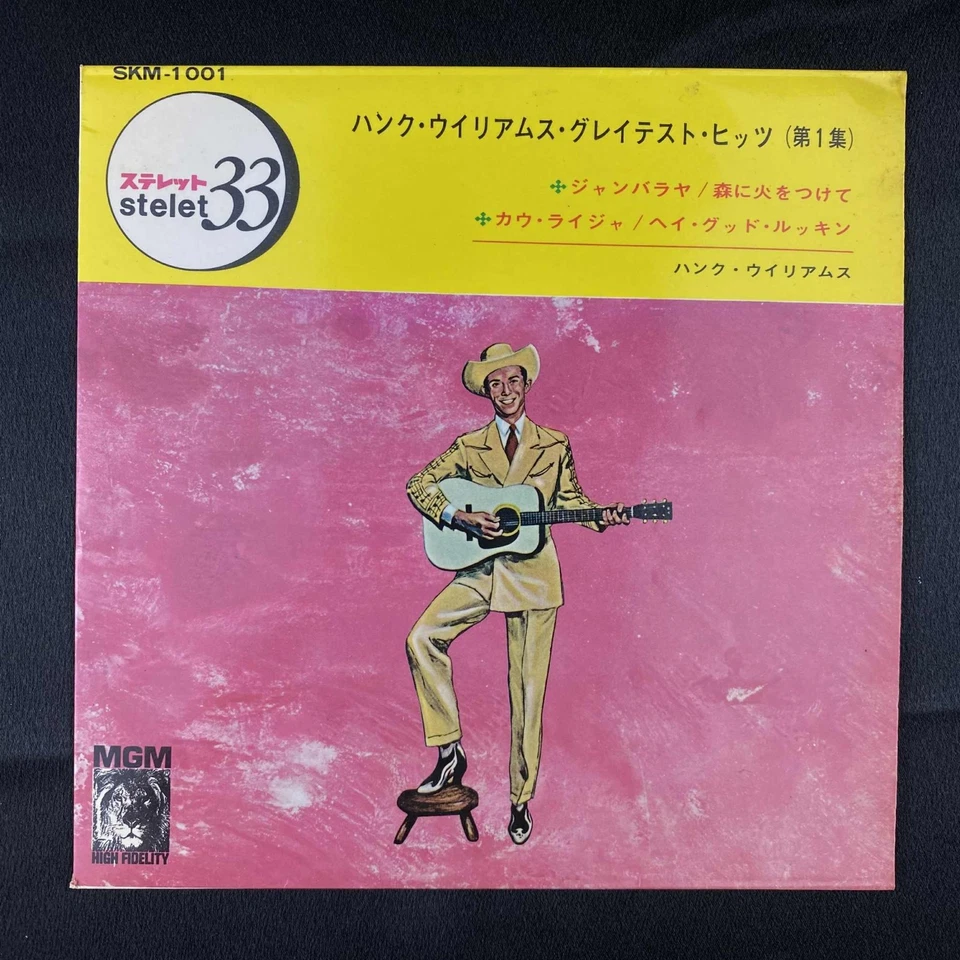 SKM-1001
ステレット
stelet 33
ハンク・ウイリアムス・グレイテスト・ヒッツ (第1集)
✣ジャンバラヤ / 森に火をつけて
✣カウ・ライジャ / ヘイ・グッド・ルッキン
ハンク・ウイリアムス
MGM
HIGH FIDELITY